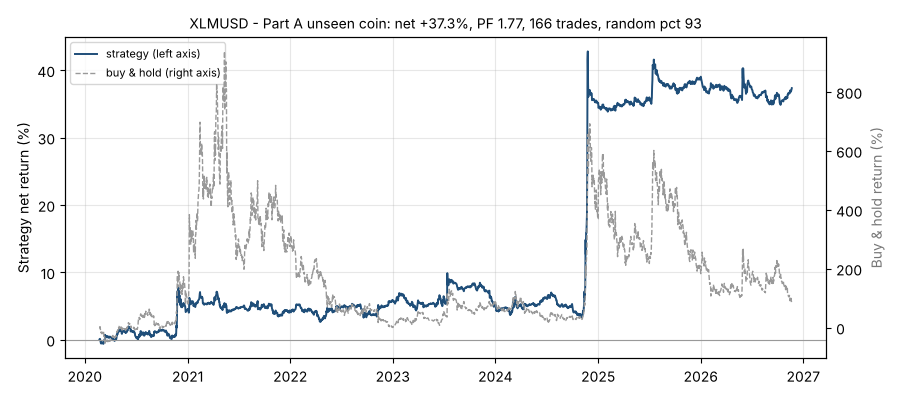 XLMUSD - Part A unseen coin: net +37.3%, PF 1.77, 166 trades, random pct 93
strategy (left axis)
buy & hold (right axis)
Strategy net return (%)
40
30
20
10
0
800
600
400
200
0
Buy & hold return (%)
2020 2021 2022 2023 2024 2025 2026 2027